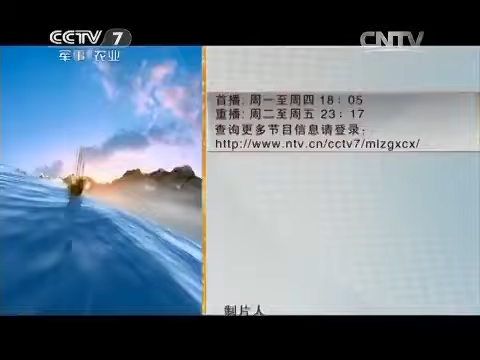 CCTV 7
军事 农业
CNTV
首播: 周一至周四 18：05
重播: 周二至周五 23：17
查询更多节目信息请登录:
http://www.ntv.cn/cctv7/mlzgxcx/
制片人